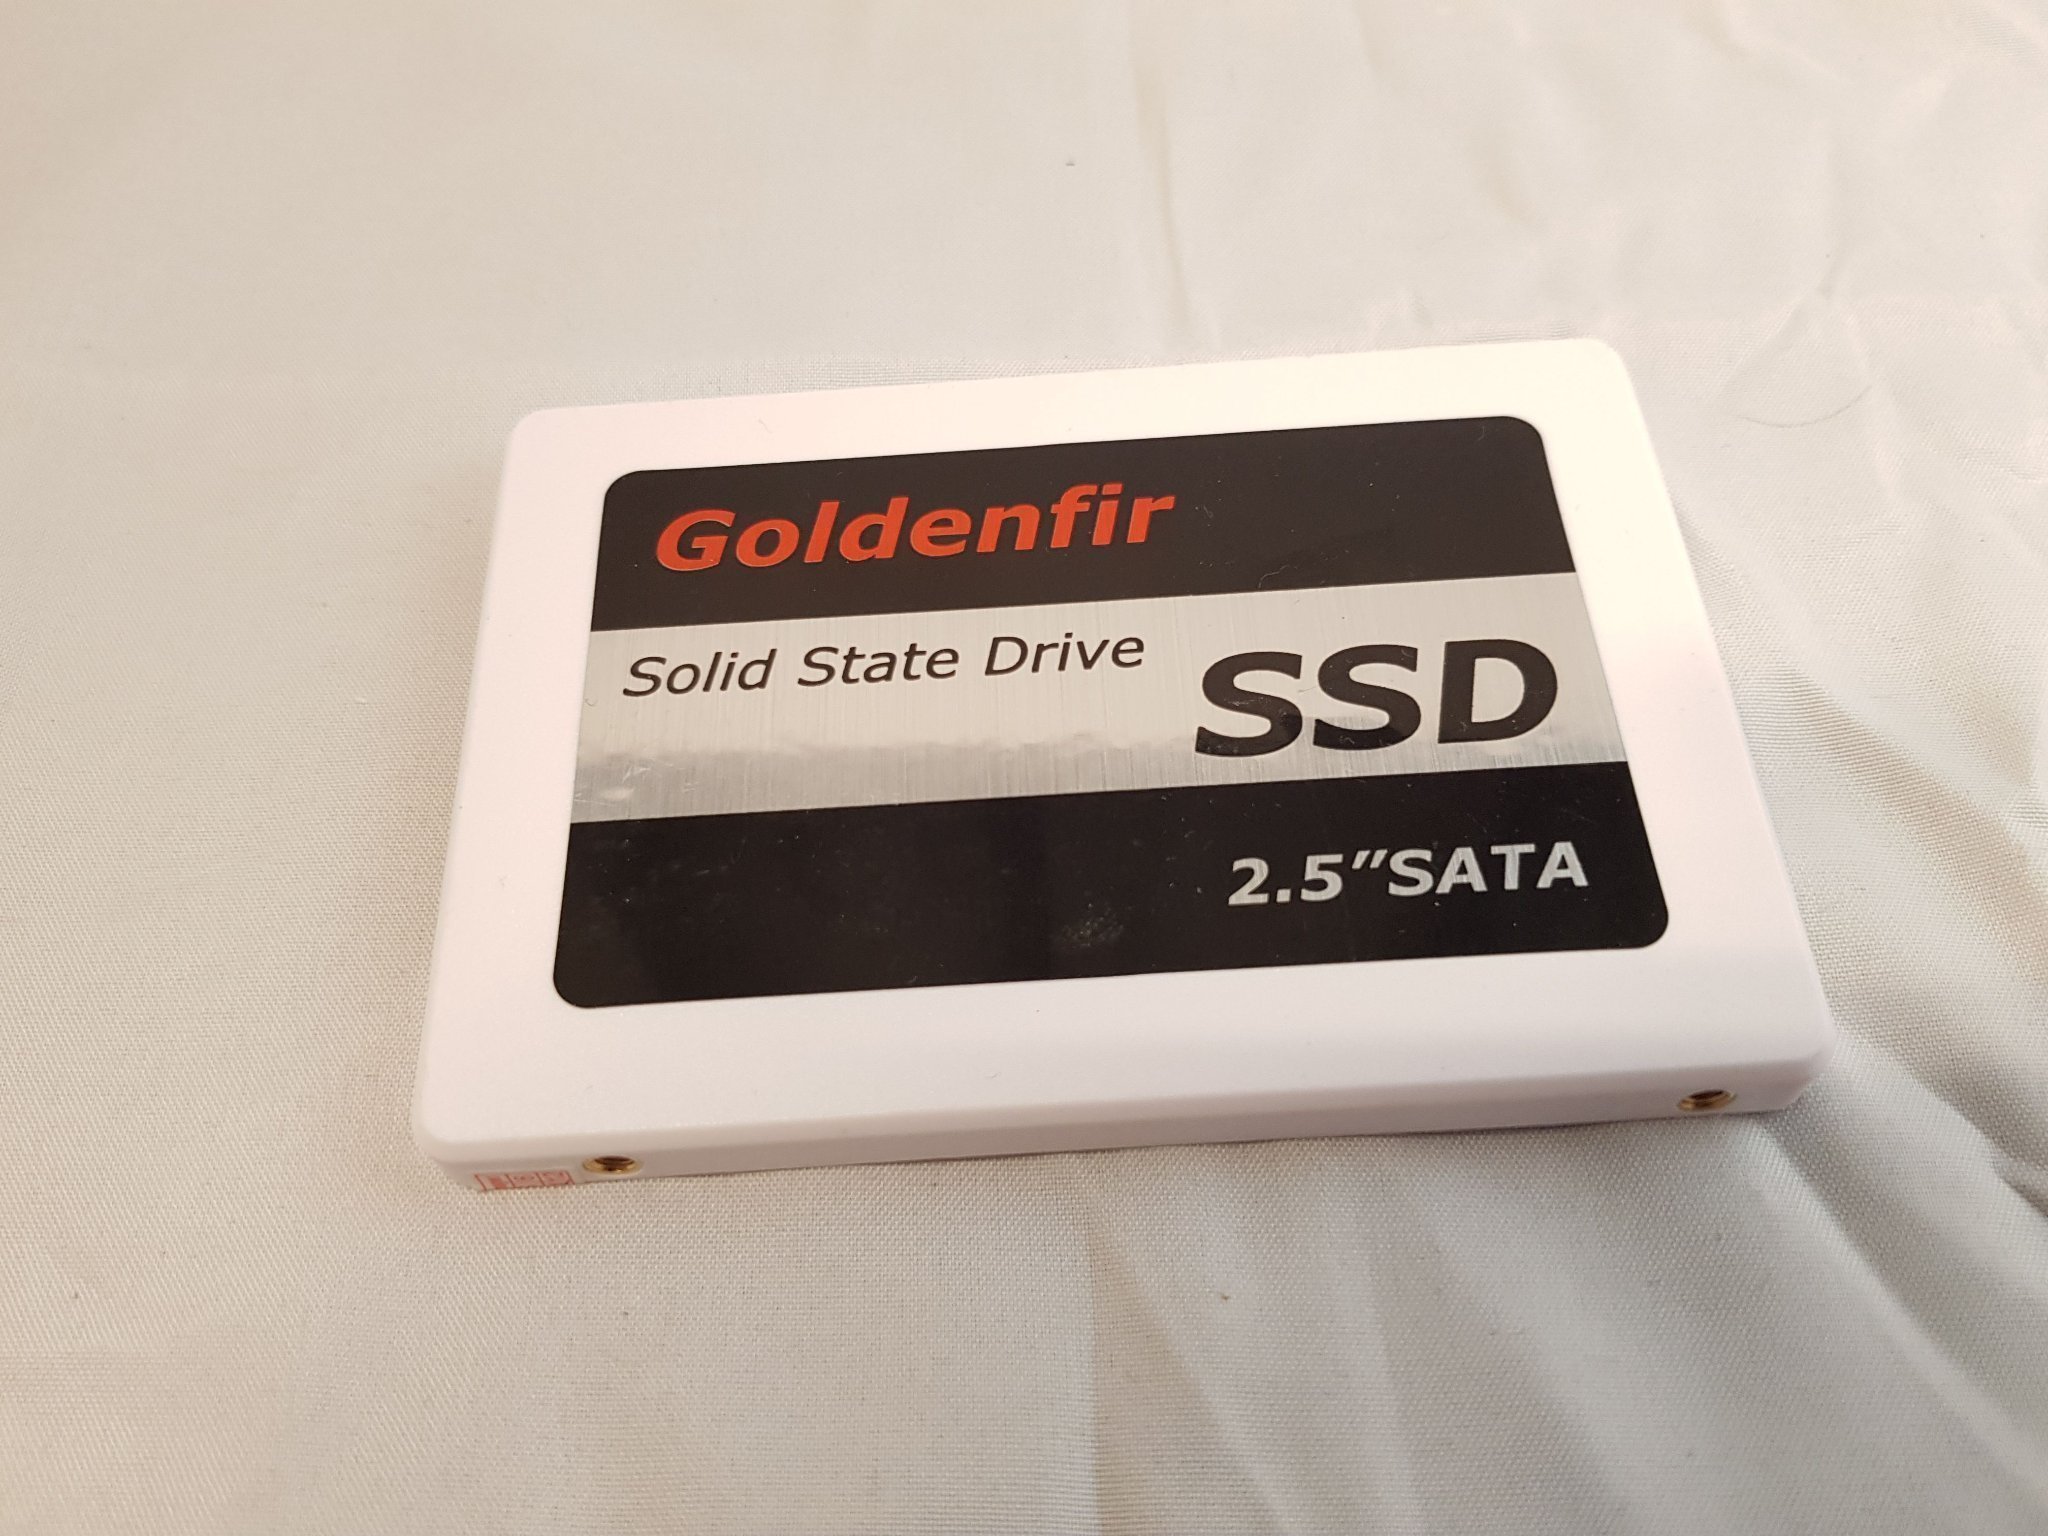 Goldenfir
Solid State Drive
SSD
2.5"SATA